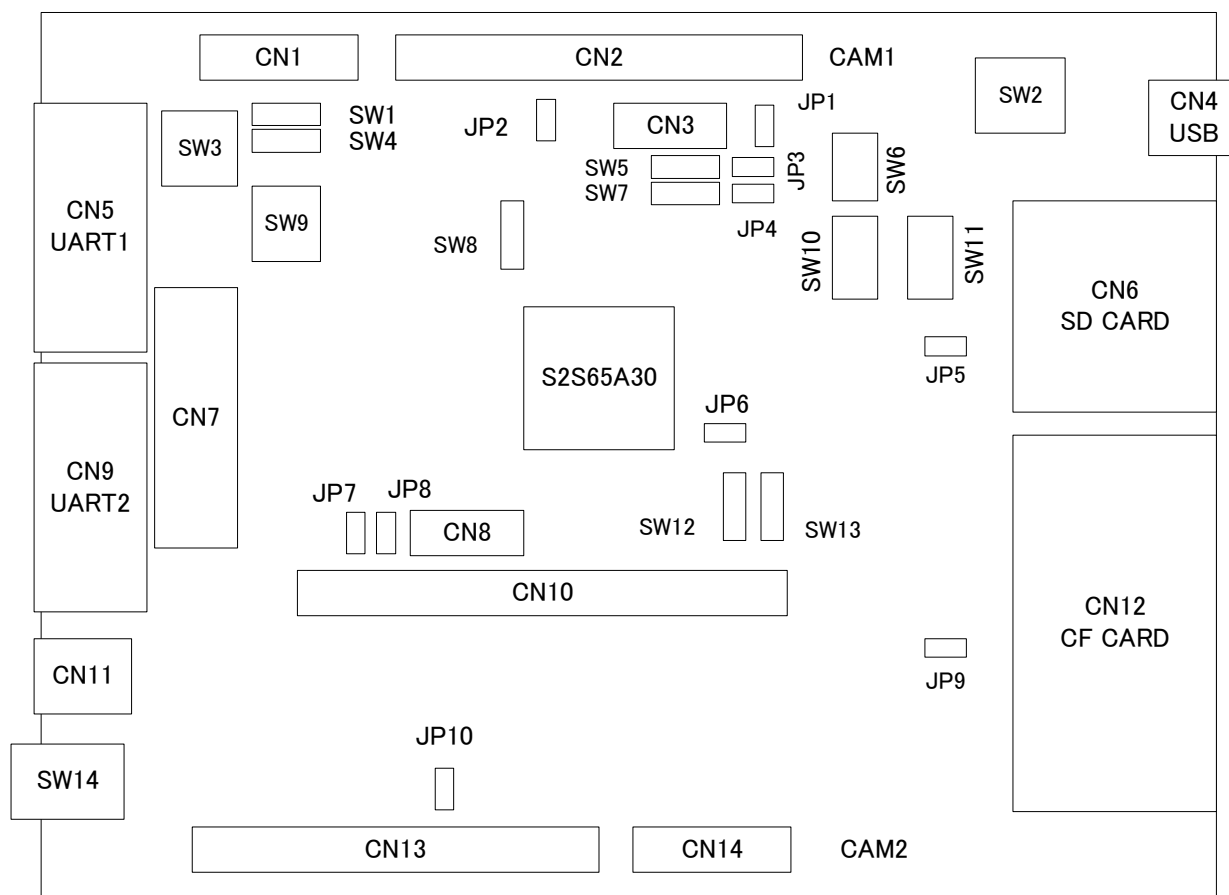 CN1
CN2
CAM1
SW2
CN4
USB
SW3
SW1
SW4
JP2
CN3
JP1
SW5
SW7
JP3
JP4
SW6
CN5
UART1
SW9
SW8
SW10
SW11
CN6
SD CARD
S2S65A30
JP5
CN7
JP6
CN9
UART2
JP7
JP8
CN8
SW12
SW13
CN10
CN12
CF CARD
CN11
JP9
JP10
SW14
CN13
CN14
CAM2